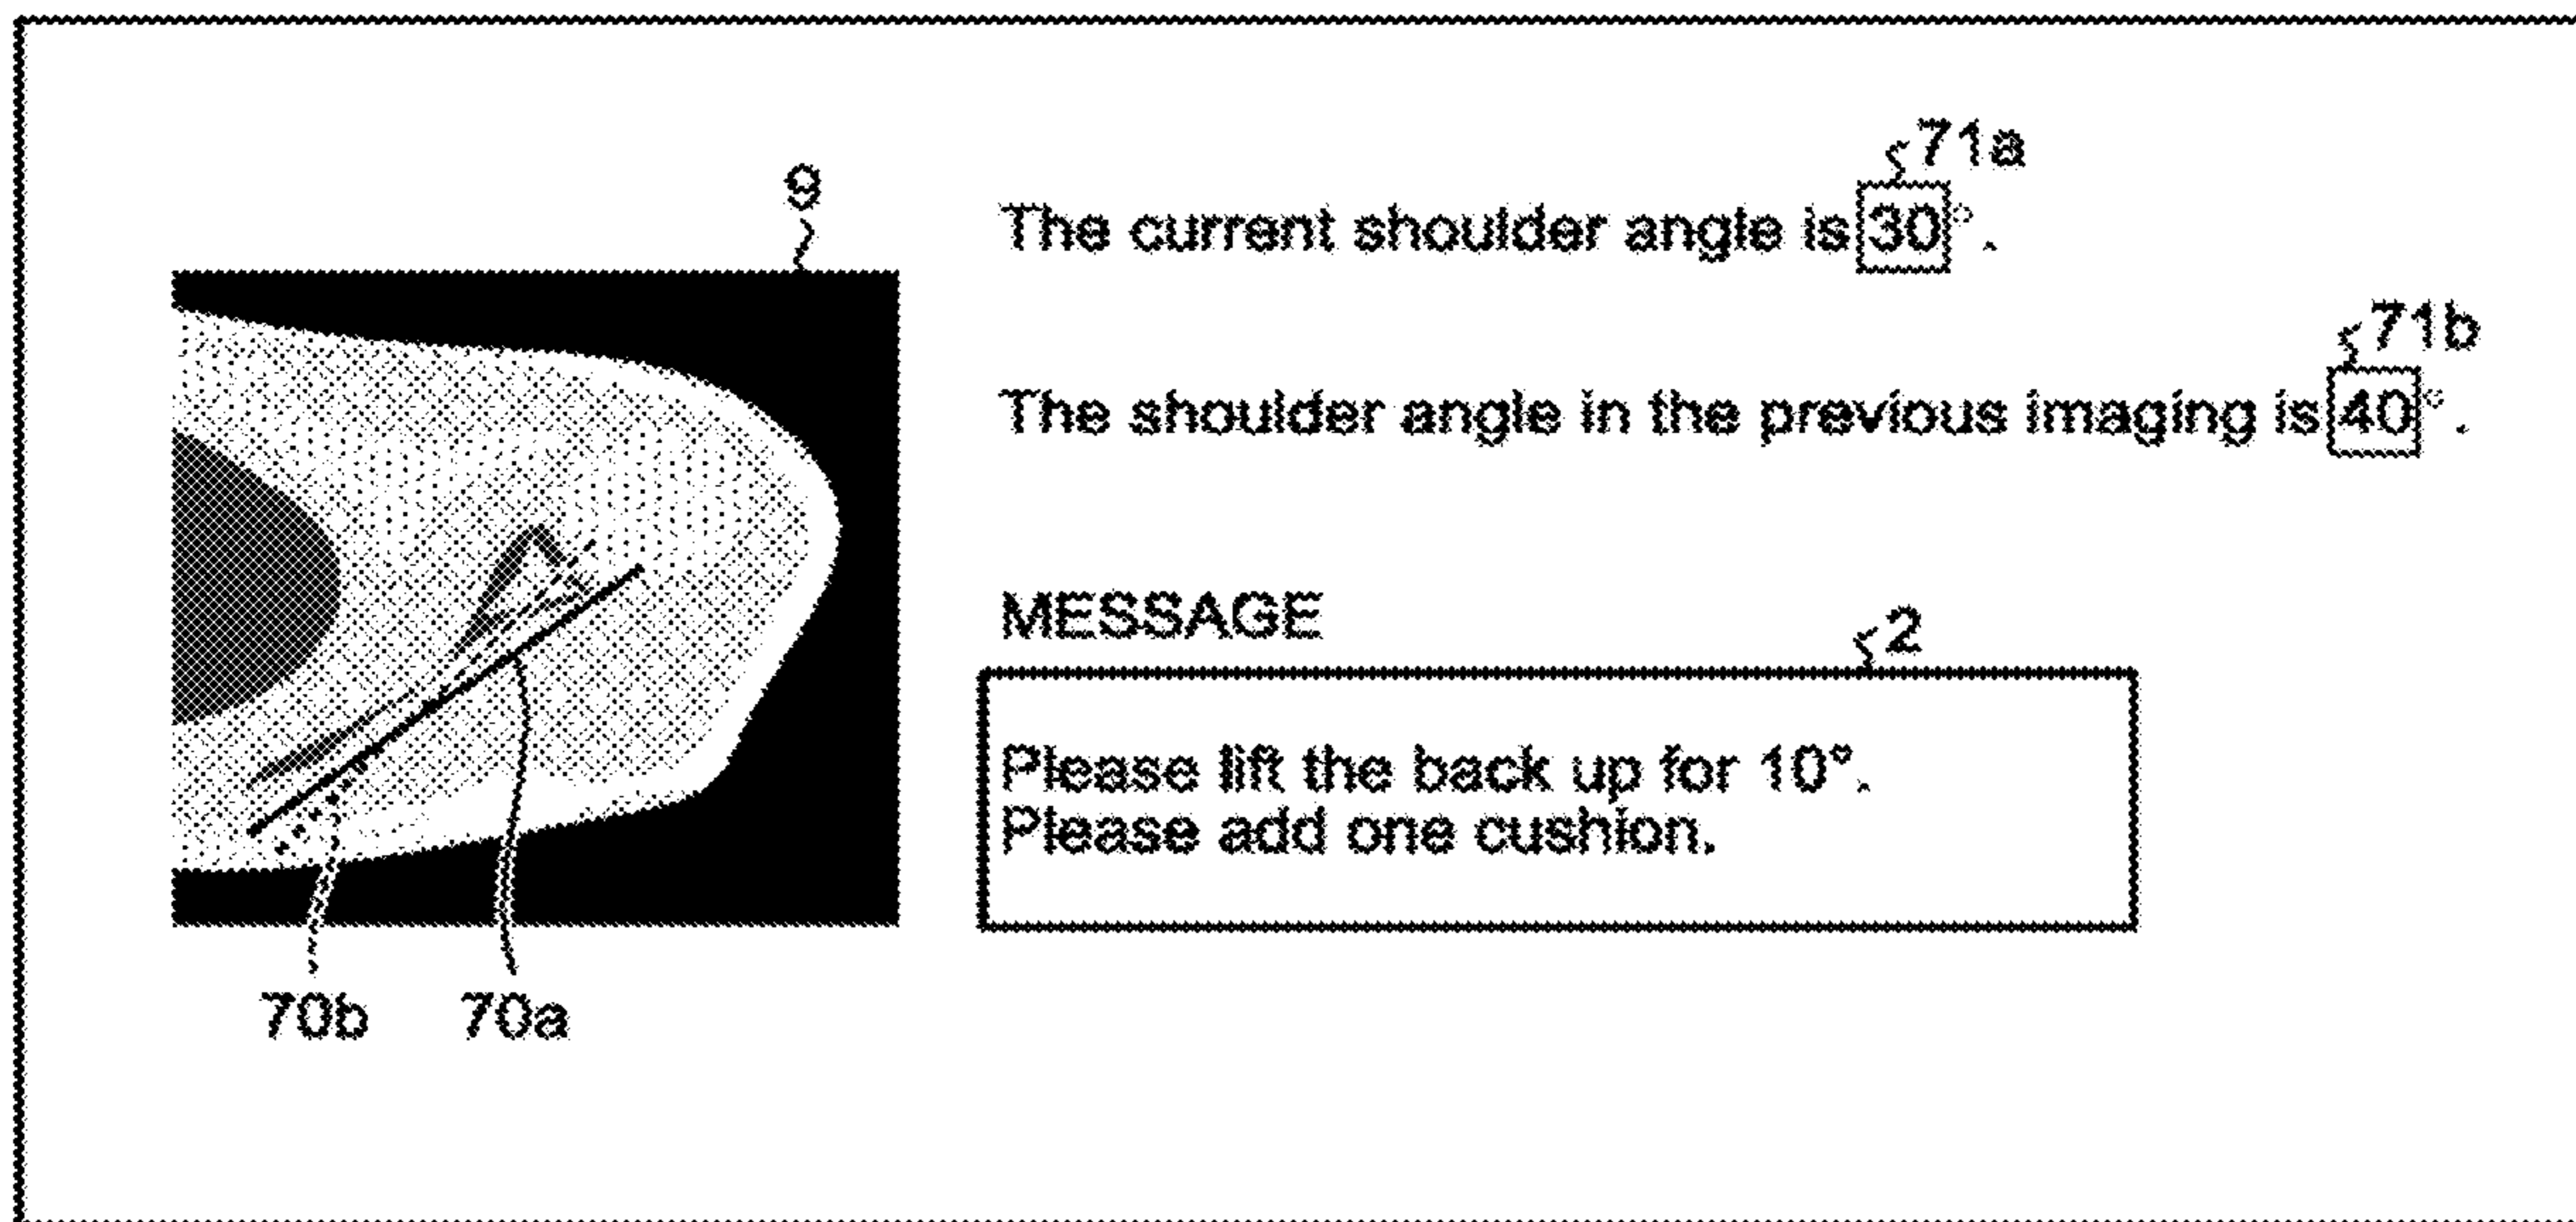 71a
9
The current shoulder angle is 30°.
71b
The shoulder angle in the previous imaging is 40°.
MESSAGE
2
Please lift the back up for 10°.
Please add one cushion.
70b 70a